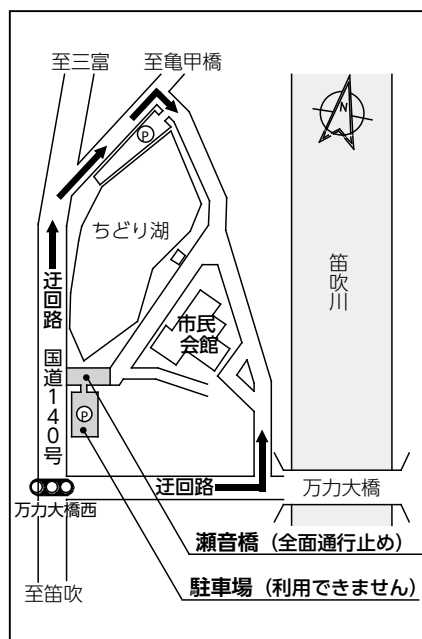 至三富
至亀甲橋
N
P
ちどり湖
笛吹川
迂回路
国道140号
市民
会館
P
迂回路
万力大橋
万力大橋西
瀬音橋（全面通行止め）
至笛吹
駐車場（利用できません）